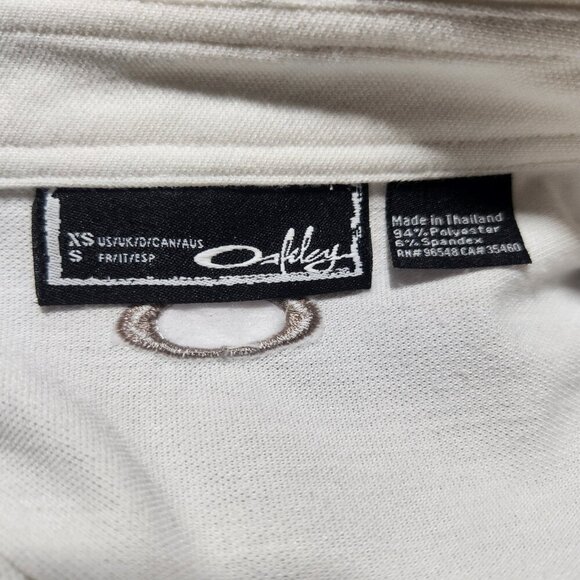 XS US/UK/D/CAN/AUS
S FR/IT/ESP
Oakley
Made in Thailand
94% Polyester
6% Spandex
RN# 96548 CA# 35460